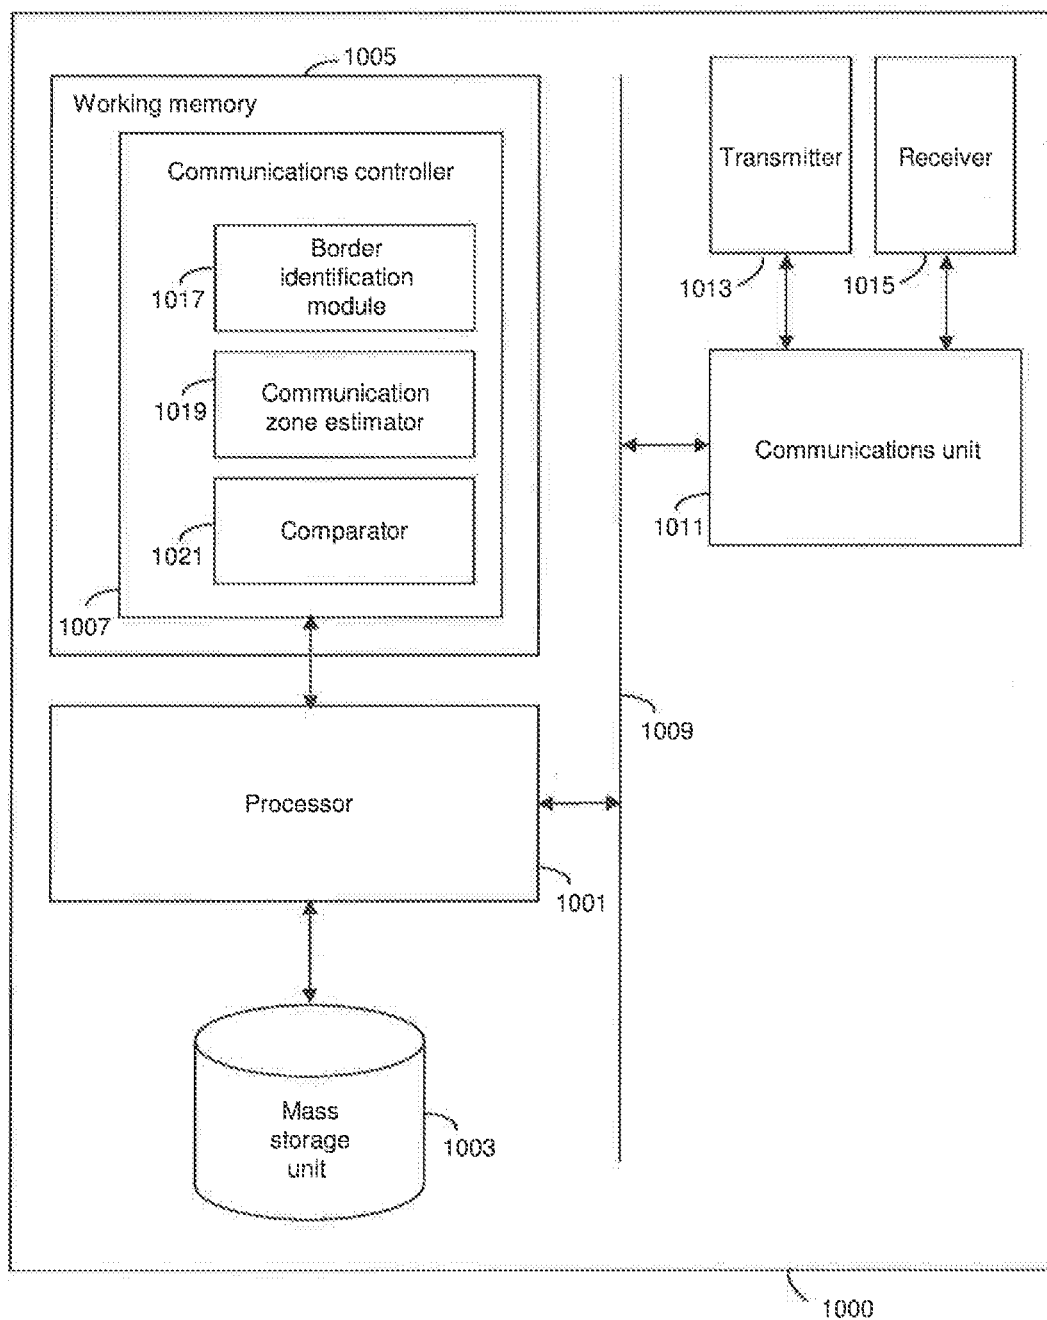 1005
Working memory
Communications controller
Border
identification
module
1017
Communication
zone estimator
1019
Comparator
1021
1007
Transmitter
Receiver
1013
1015
Communications unit
1011
1009
Processor
1001
Mass
storage
unit
1003
1000